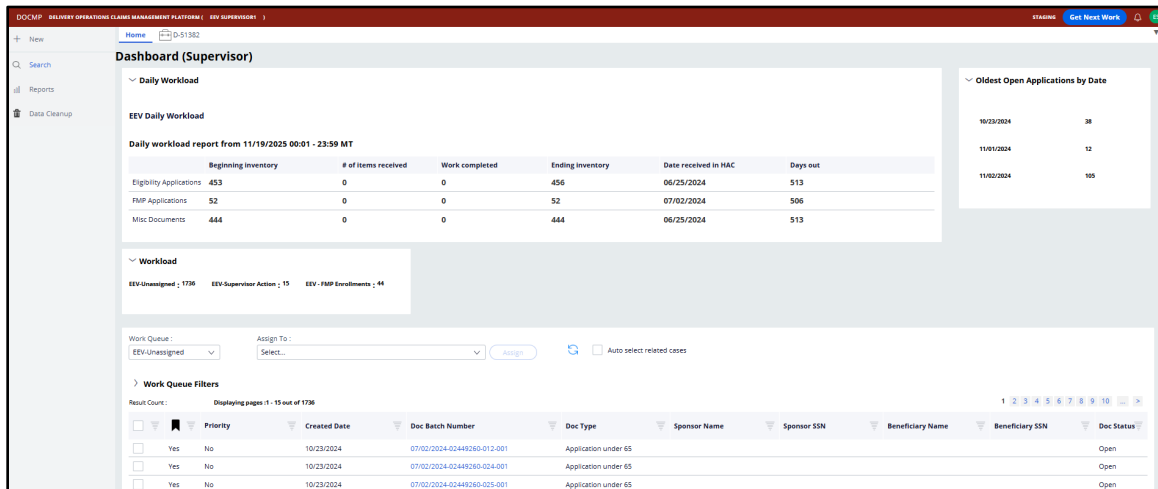 DOCMP DELIVERY OPERATIONS CLAIMS MANAGEMENT PLATFORM ( EEV SUPERVISOR1 ) STAGING Get Next Work
New
Search
Reports
Data Cleanup
Home D-51382
Dashboard (Supervisor)
Daily Workload
EEV Daily Workload
Daily workload report from 11/19/2025 00:01 - 23:59 MT
Beginning inventory # of items received Work completed Ending inventory Date received in HAC Days out
Eligibility Applications 453 0 0 456 06/25/2024 513
FMP Applications 52 0 0 52 07/02/2024 506
Misc Documents 444 0 0 444 06/25/2024 513
Oldest Open Applications by Date
10/23/2024 38
11/01/2024 12
11/02/2024 105
Workload
EEV-Unassigned : 1736 EEV-Supervisor Action : 15 EEV - FMP Enrollments : 44
Work Queue : Assign To :
EEV-Unassigned Select... Assign Auto select related cases
Work Queue Filters
Result Count : Displaying pages :1 - 15 out of 1736 1 2 3 4 5 6 7 8 9 10 ... >
Priority Created Date Doc Batch Number Doc Type Sponsor Name Sponsor SSN Beneficiary Name Beneficiary SSN Doc Status
Yes No 10/23/2024 07/02/2024-02449260-012-001 Application under 65 Open
Yes No 10/23/2024 07/02/2024-02449260-024-001 Application under 65 Open
Yes No 10/23/2024 07/02/2024-02449260-025-001 Application under 65 Open